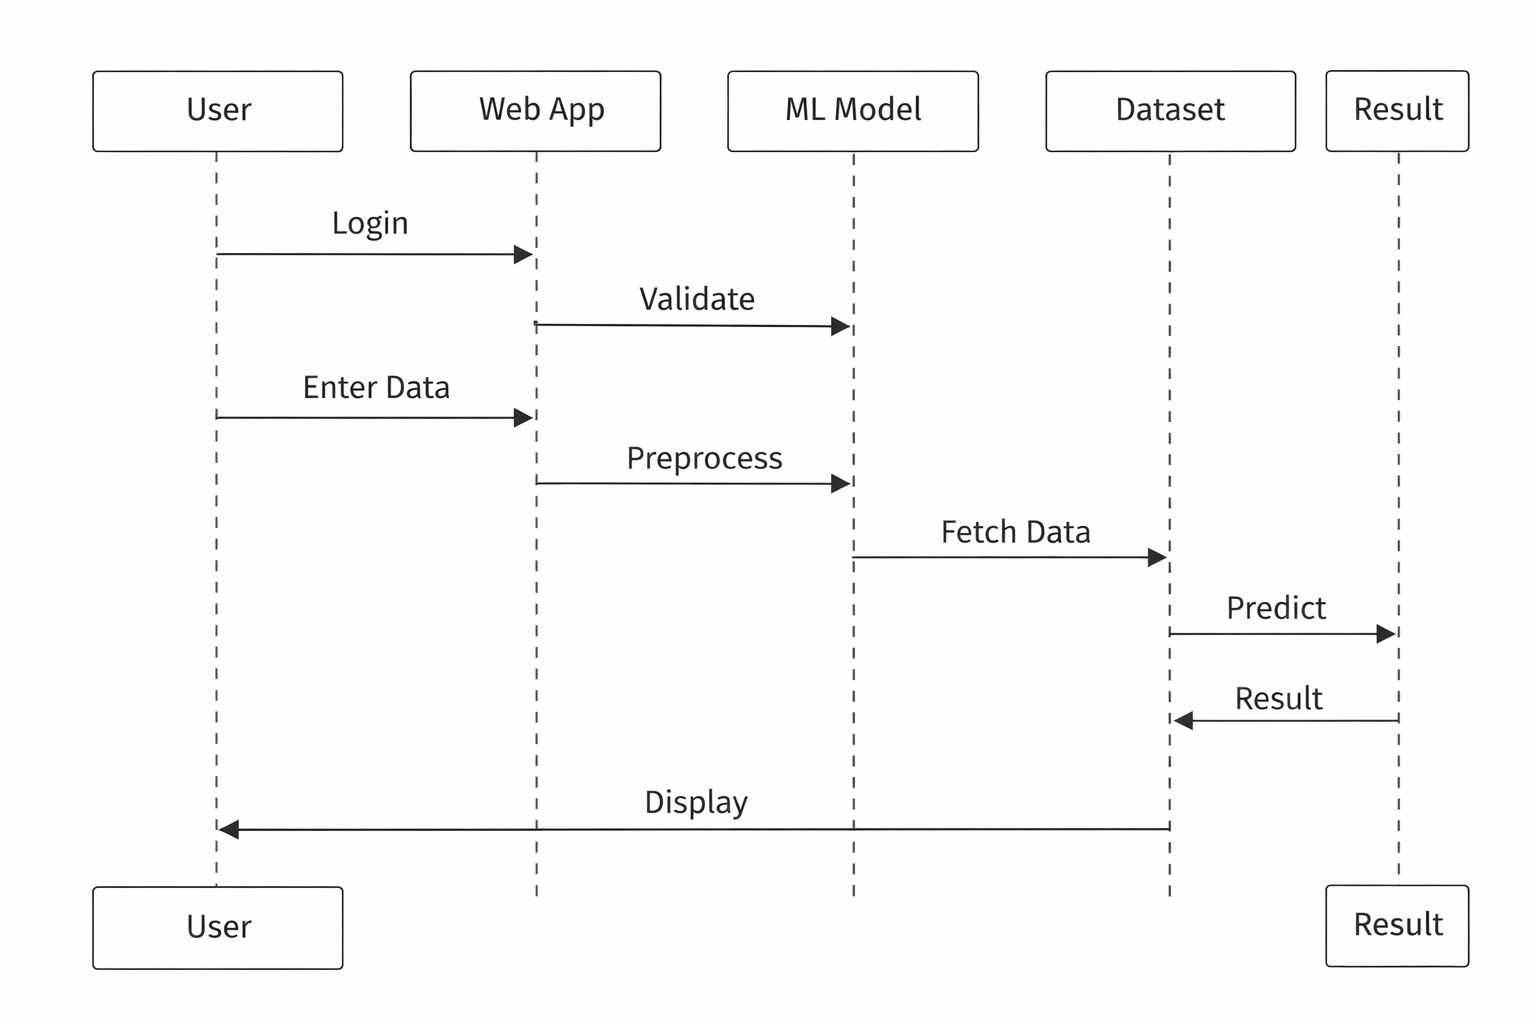 User
Web App
ML Model
Dataset
Result
Login
Validate
Enter Data
Preprocess
Fetch Data
Predict
Result
Display
User
Result